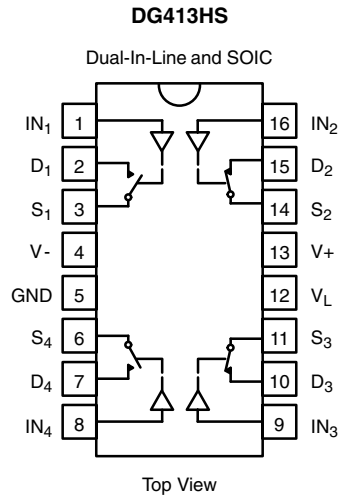 DG413HS
Dual-In-Line and SOIC
IN1 1 16 IN2
D1 2 15 D2
S1 3 14 S2
V- 4 13 V+
GND 5 12 VL
S4 6 11 S3
D4 7 10 D3
IN4 8 9 IN3
Top View